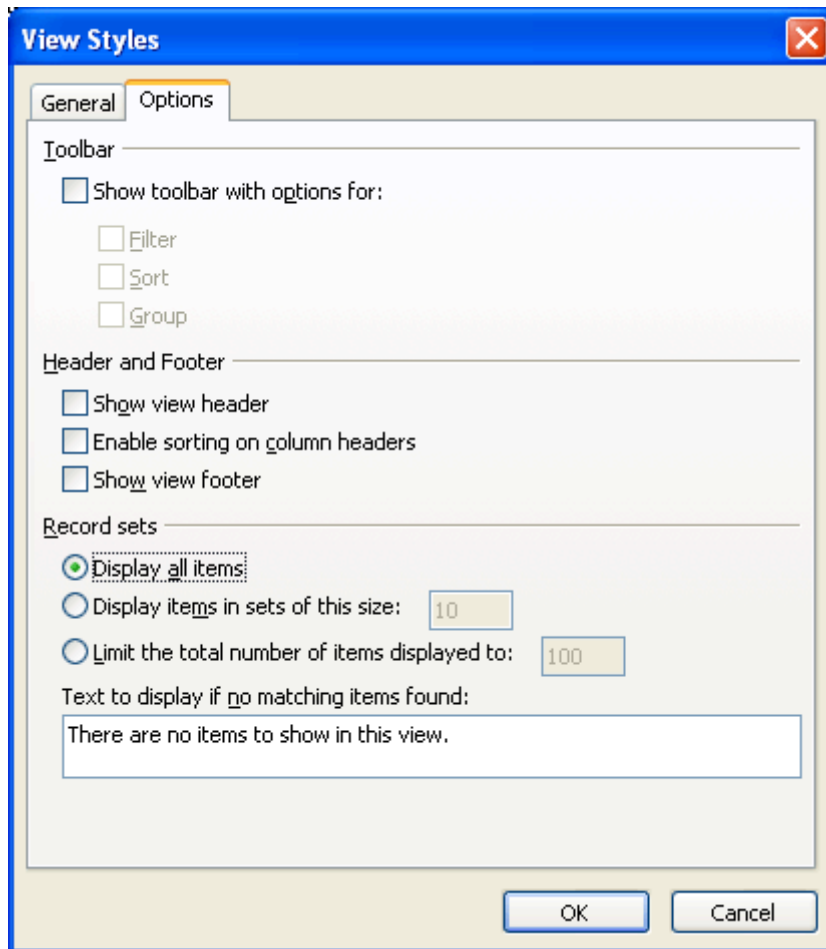 View Styles
General
Options
Toolbar
Show toolbar with options for:
Filter
Sort
Group
Header and Footer
Show view header
Enable sorting on column headers
Show view footer
Record sets
Display all items
Display items in sets of this size: 10
Limit the total number of items displayed to: 100
Text to display if no matching items found:
There are no items to show in this view.
OK
Cancel